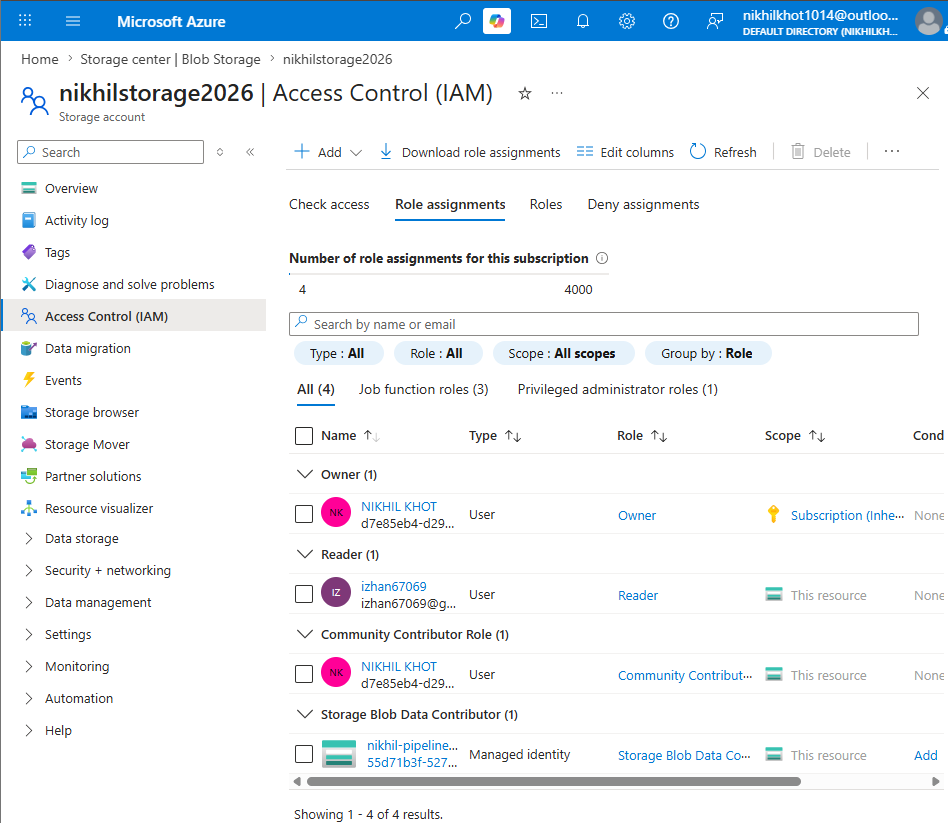 Microsoft Azure
nikhilkhot1014@outloo...
DEFAULT DIRECTORY (NIKHILKH...
Home > Storage center | Blob Storage > nikhilstorage2026
nikhilstorage2026 | Access Control (IAM)
Storage account
Search
Overview
Activity log
Tags
Diagnose and solve problems
Access Control (IAM)
Data migration
Events
Storage browser
Storage Mover
Partner solutions
Resource visualizer
Data storage
Security + networking
Data management
Settings
Monitoring
Automation
Help
Add Download role assignments Edit columns Refresh Delete
Check access Role assignments Roles Deny assignments
Number of role assignments for this subscription
4 4000
Search by name or email
Type : All Role : All Scope : All scopes Group by : Role
All (4) Job function roles (3) Privileged administrator roles (1)
Name Type Role Scope Cond
Owner (1)
NK NIKHIL KHOT User Owner Subscription (Inhe... None
d7e85eb4-d29...
Reader (1)
IZ izhan67069 User Reader This resource None
izhan67069@g...
Community Contributor Role (1)
NK NIKHIL KHOT User Community Contribut... This resource None
d7e85eb4-d29...
Storage Blob Data Contributor (1)
nikhil-pipeline... Managed identity Storage Blob Data Co... This resource Add
55d71b3f-527...
Showing 1 - 4 of 4 results.